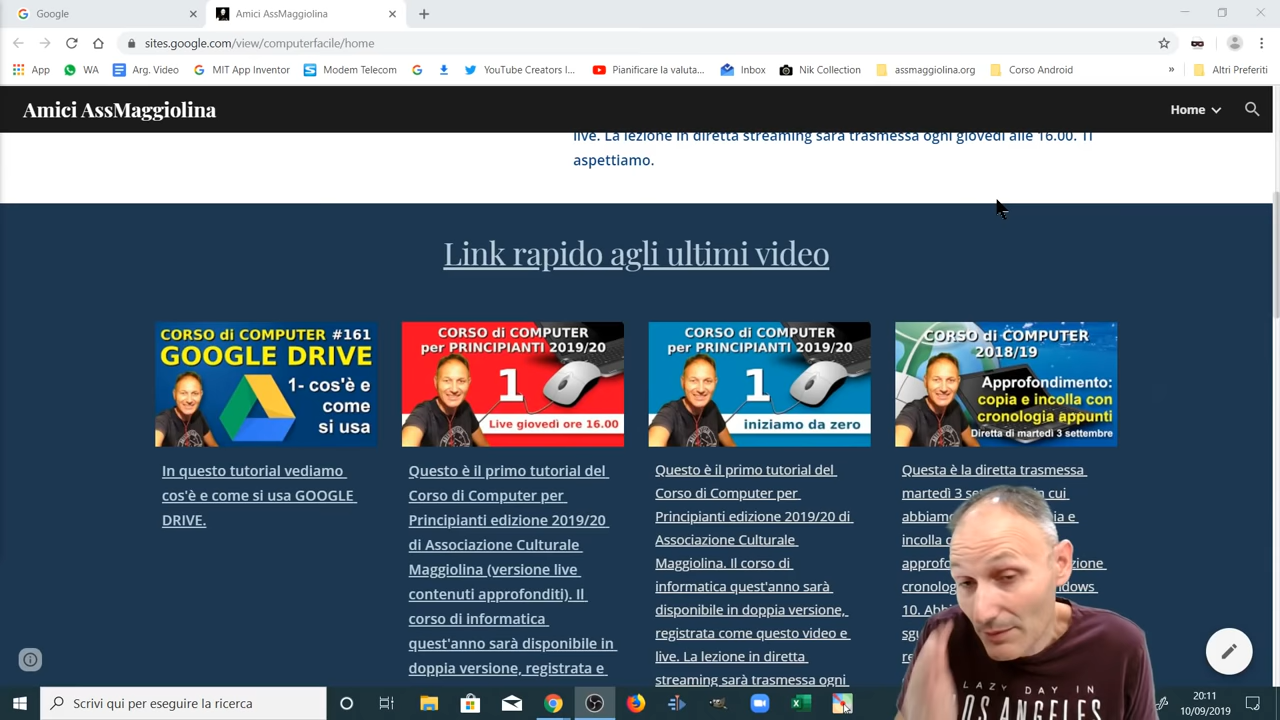 Google
Amici AssMaggiolina
sites.google.com/view/computerfacile/home
App
WA
Arg. Video
MIT App Inventor
Modem Telecom
YouTube Creators I...
Pianificare la valuta...
Inbox
Nik Collection
assmaggiolina.org
Corso Android
»
Altri Preferiti
Amici AssMaggiolina
Home
live. La lezione in diretta streaming sarà trasmessa ogni giovedì alle 16.00. Ti
aspettiamo.
Link rapido agli ultimi video
CORSO di COMPUTER #161
GOOGLE DRIVE
1- cos'è e
come
si usa
In questo tutorial vediamo
cos'è e come si usa GOOGLE
DRIVE.
CORSO di COMPUTER
per PRINCIPIANTI 2019/20
1
Live giovedì ore 16.00
Questo è il primo tutorial del
Corso di Computer per
Principianti edizione 2019/20
di Associazione Culturale
Maggiolina (versione live
contenuti approfonditi). Il
corso di informatica
quest'anno sarà disponibile in
doppia versione, registrata e
CORSO di COMPUTER
per PRINCIPIANTI 2019/20
1
iniziamo da zero
Questo è il primo tutorial del
Corso di Computer per
Principianti edizione 2019/20 di
Associazione Culturale
Maggiolina. Il corso di
informatica quest'anno sarà
disponibile in doppia versione,
registrata come questo video e
live. La lezione in diretta
streaming sarà trasmessa ogni
CORSO di COMPUTER
2018/19
Approfondimento:
copia e incolla con
cronologia appunti
Diretta di martedì 3 settembre
Questa è la diretta trasmessa
martedì 3 in cui
abbiamo e
incolla
10.
LAZY DAY IN
LOS ANGELES
Scrivi qui per eseguire la ricerca
20:11
10/09/2019